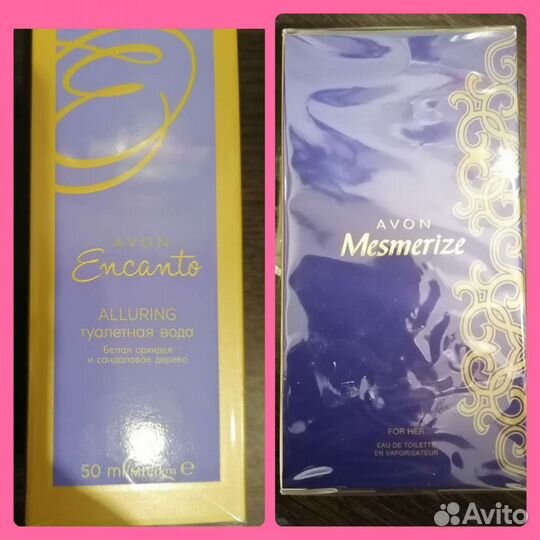 AVON
Encanto
ALLURING
туалетная вода
белая орхидея
и сандаловое дерево
50 ml
AVON
Mesmerize
FOR HER
EAU DE TOILETTE
EN VAPORISATEUR
Avito